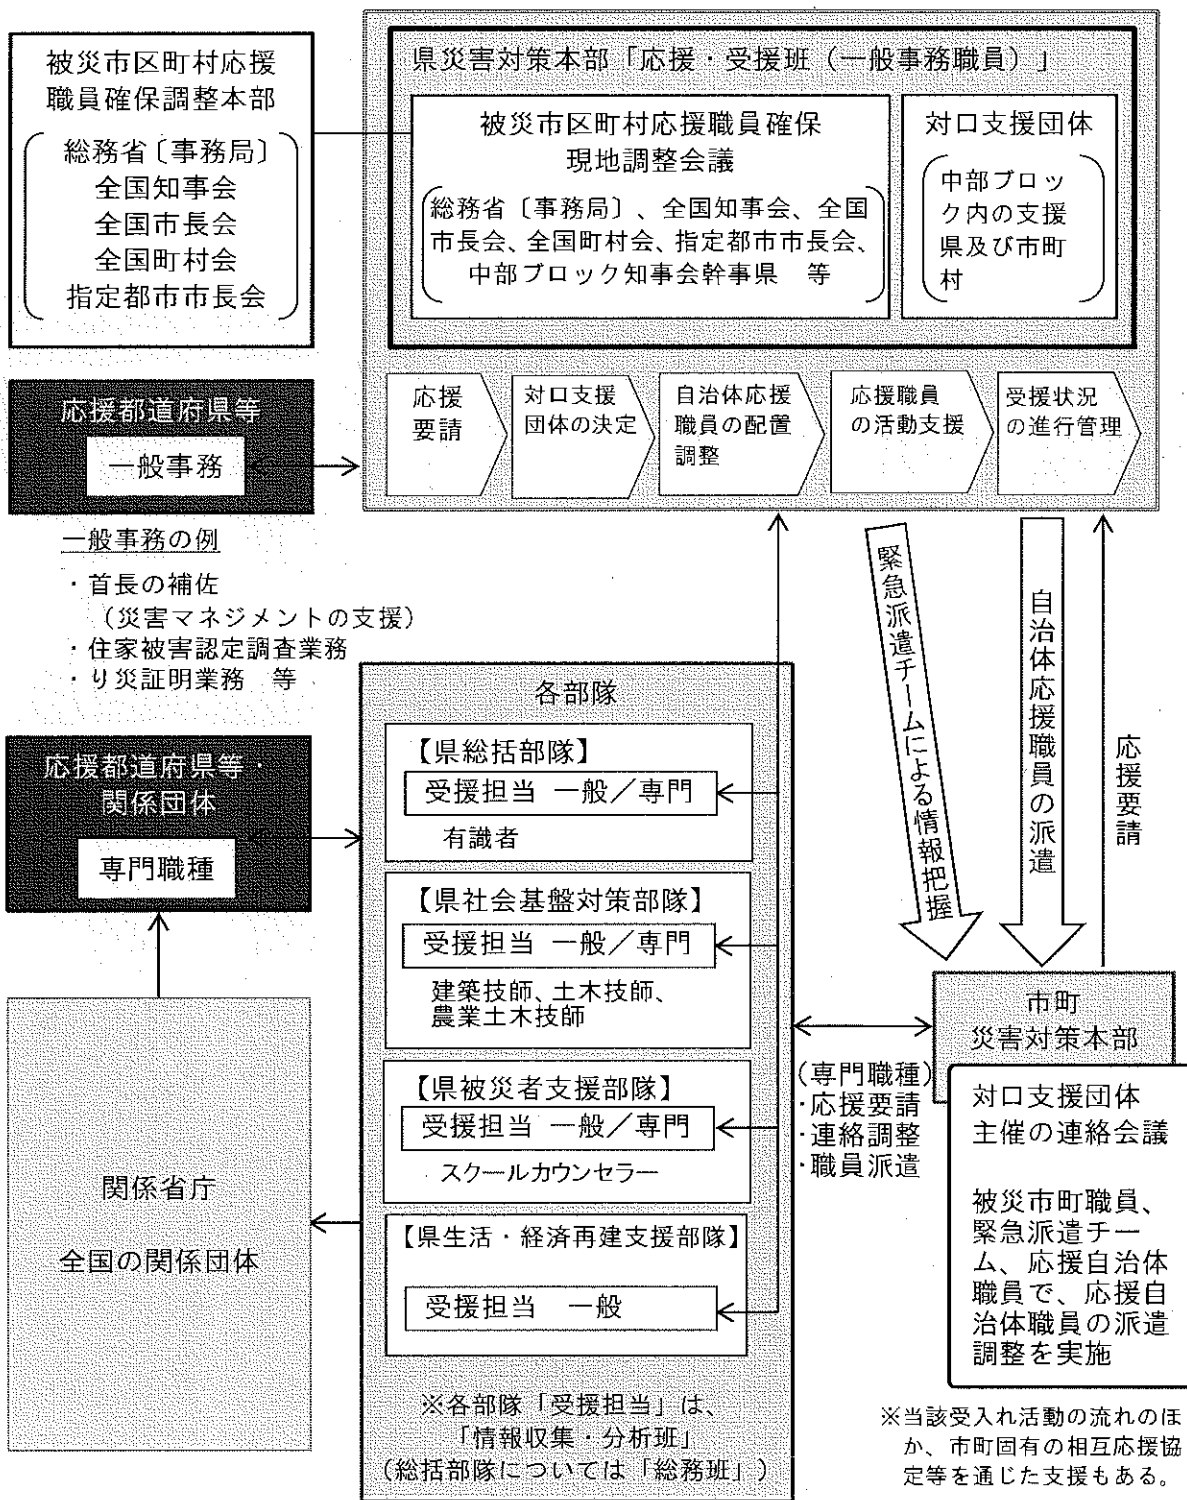 被災市区町村応援
職員確保調整本部
総務省〔事務局〕
全国知事会
全国市長会
全国町村会
指定都市市長会
県災害対策本部「応援・受援班（一般事務職員）」
被災市区町村応援職員確保
現地調整会議
総務省〔事務局〕、全国知事会、全国
市長会、全国町村会、指定都市市長会、
中部ブロック知事会幹事県　等
対口支援団体
中部ブロッ
ク内の支援
県及び市町
村
応援都道府県等
一般事務
応援
要請
対口支援
団体の決定
自治体応援
職員の配置
調整
応援職員
の活動支援
受援状況
の進行管理
一般事務の例
・首長の補佐
（災害マネジメントの支援）
・住家被害認定調査業務
・り災証明業務　等
緊急派遣チームによる情報把握
自治体応援職員の派遣
応援要請
応援都道府県等・
関係団体
専門職種
各部隊
【県総括部隊】
受援担当 一般／専門
有識者
【県社会基盤対策部隊】
受援担当 一般／専門
建築技師、土木技師、
農業土木技師
【県被災者支援部隊】
受援担当 一般／専門
スクールカウンセラー
【県生活・経済再建支援部隊】
受援担当　一般
※各部隊「受援担当」は、
「情報収集・分析班」
（総括部隊については「総務班」）
関係省庁
全国の関係団体
（専門職種）
・応援要請
・連絡調整
・職員派遣
市町
災害対策本部
対口支援団体
主催の連絡会議
被災市町職員、
緊急派遣チー
ム、応援自治体
職員で、応援自
治体職員の派遣
調整を実施
※当該受入れ活動の流れのほ
か、市町固有の相互応援協
定等を通じた支援もある。